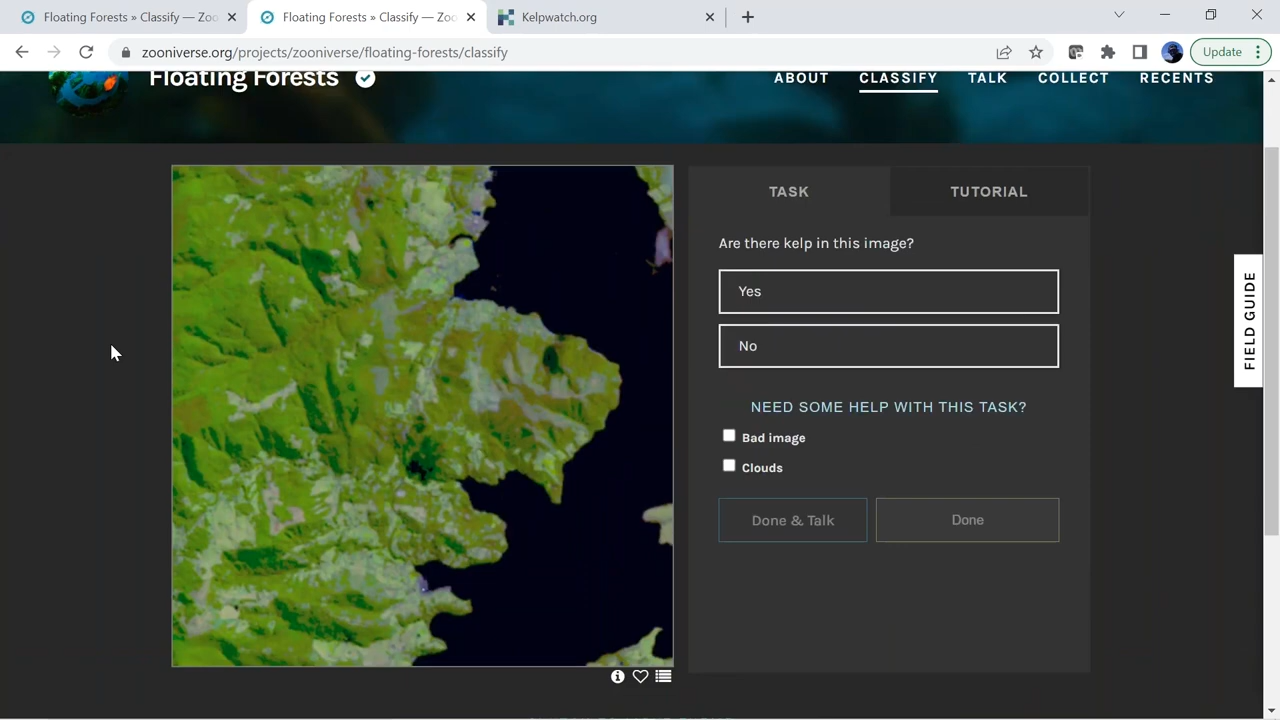 Floating Forests » Classify — Zoo
Floating Forests » Classify — Zoo
Kelpwatch.org
zooniverse.org/projects/zooniverse/floating-forests/classify
Update
Floating Forests
ABOUT
CLASSIFY
TALK
COLLECT
RECENTS
TASK
TUTORIAL
Are there kelp in this image?
Yes
No
NEED SOME HELP WITH THIS TASK?
Bad image
Clouds
Done & Talk
Done
FIELD GUIDE